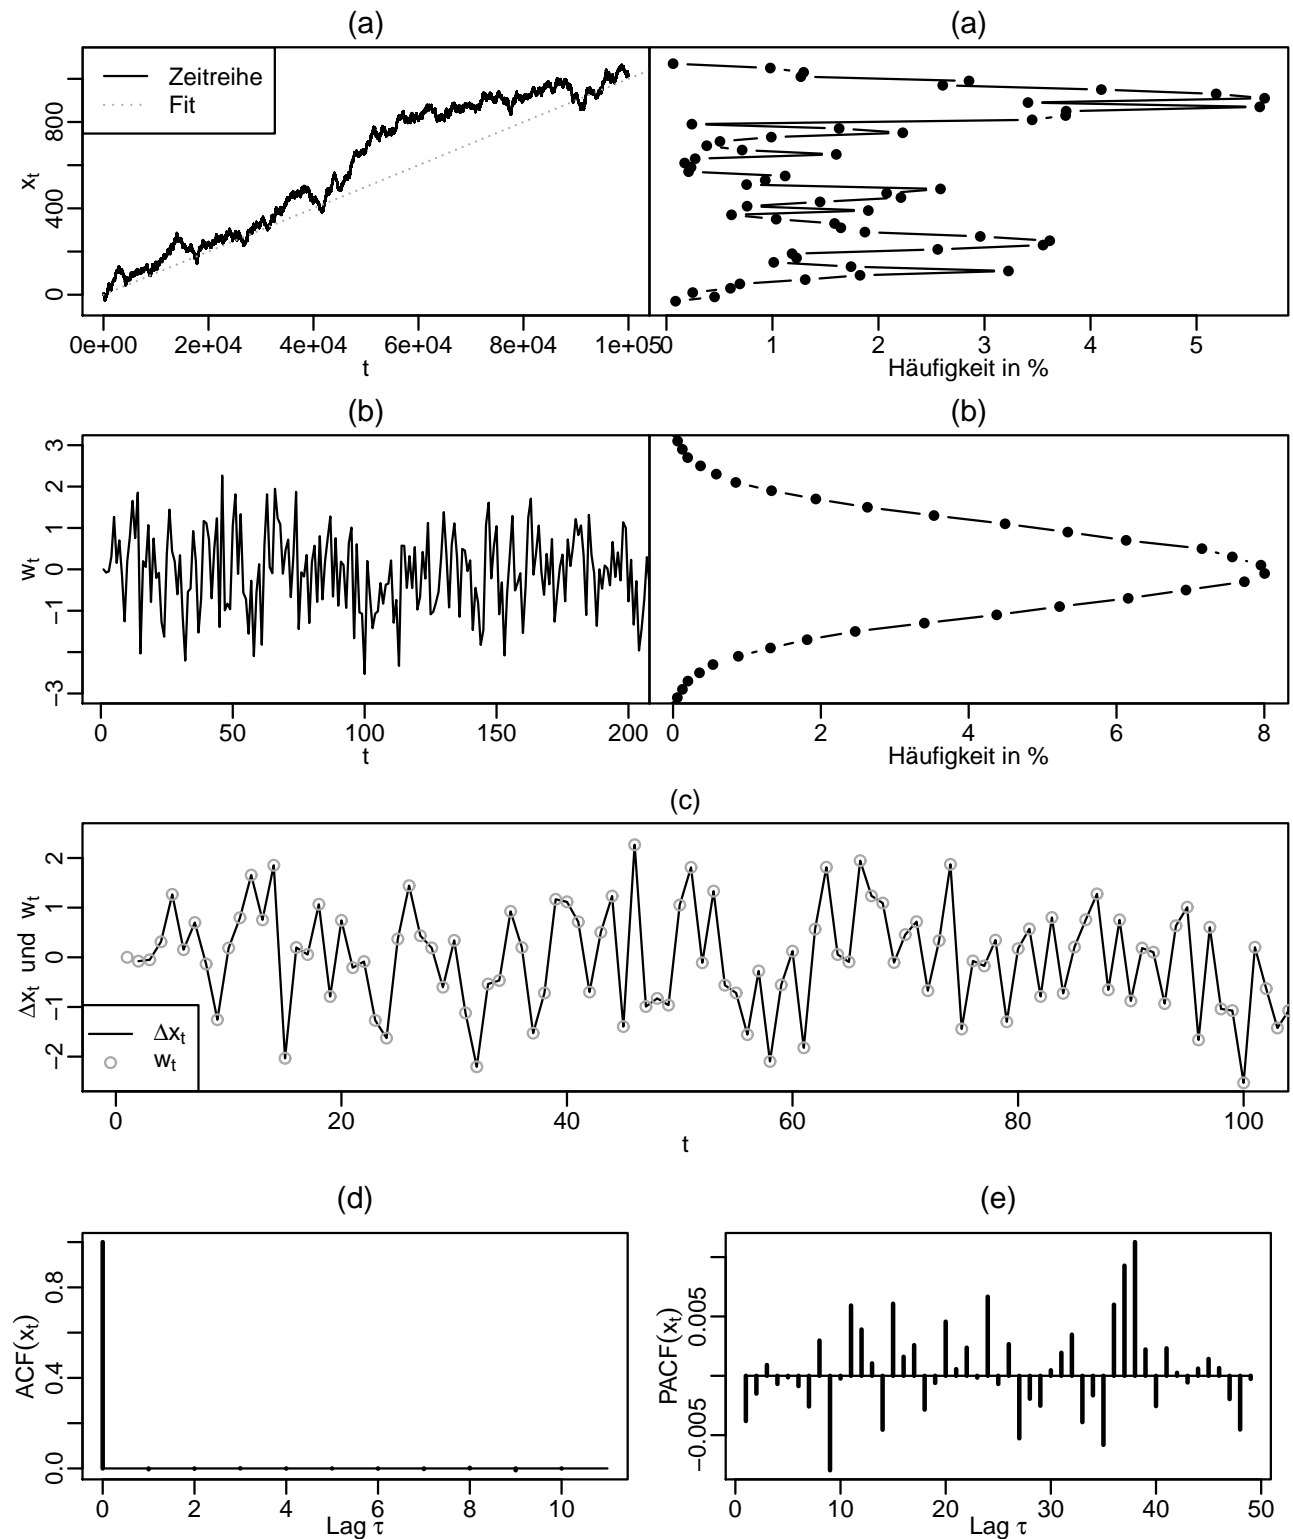 (a) (a)
Zeitreihe
Fit
x_t
0 400 800
0e+00 2e+04 4e+04 6e+04 8e+04 1e+05
t
0 1 2 3 4 5
Häufigkeit in %
(b) (b)
w_t
−3 −1 0 1 2 3
0 50 100 150 200
t
0 2 4 6 8
Häufigkeit in %
(c)
Δx_t und w_t
−2 −1 0 1 2
Δx_t
w_t
0 20 40 60 80 100
t
(d) (e)
ACF(x_t)
0.0 0.4 0.8
0 2 4 6 8 10
Lag τ
PACF(x_t)
−0.005 0.005
0 10 20 30 40 50
Lag τ